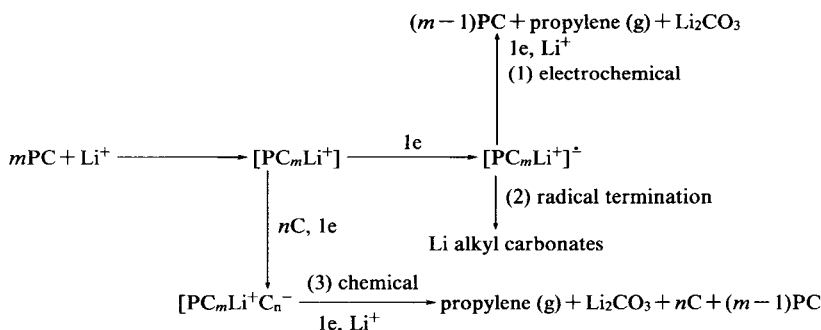 (m−1)PC + propylene (g) + Li₂CO₃
1e, Li⁺
(1) electrochemical
mPC + Li⁺ [PCₘLi⁺] 1e [PCₘLi⁺]∸
(2) radical termination
nC, 1e
Li alkyl carbonates
[PCₘLi⁺Cₙ⁻ (3) chemical propylene (g) + Li₂CO₃ + nC + (m−1)PC
1e, Li⁺